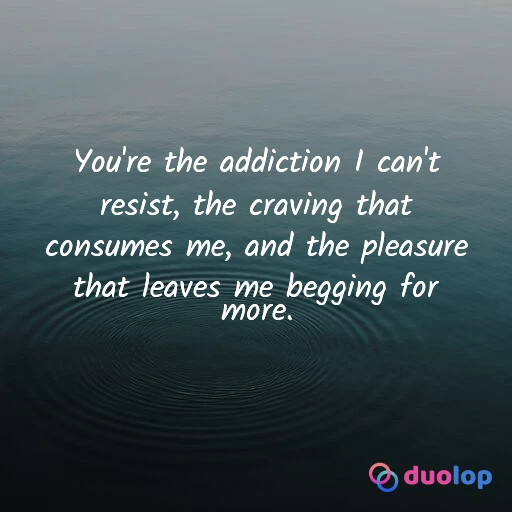 You're the addiction I can't
resist, the craving that
consumes me, and the pleasure
that leaves me begging for
more.
duolop